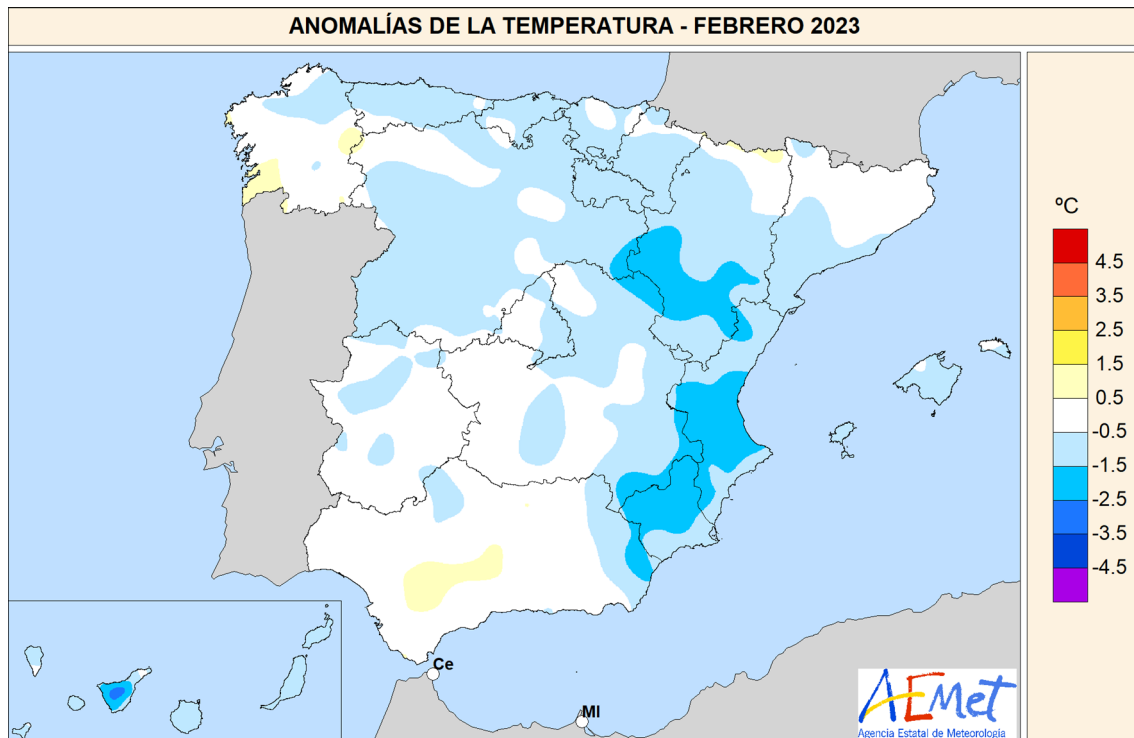 ANOMALÍAS DE LA TEMPERATURA - FEBRERO 2023
ºC
4.5
3.5
2.5
1.5
0.5
-0.5
-1.5
-2.5
-3.5
-4.5
Ce
Ml
AEMet
Agencia Estatal de Meteorología